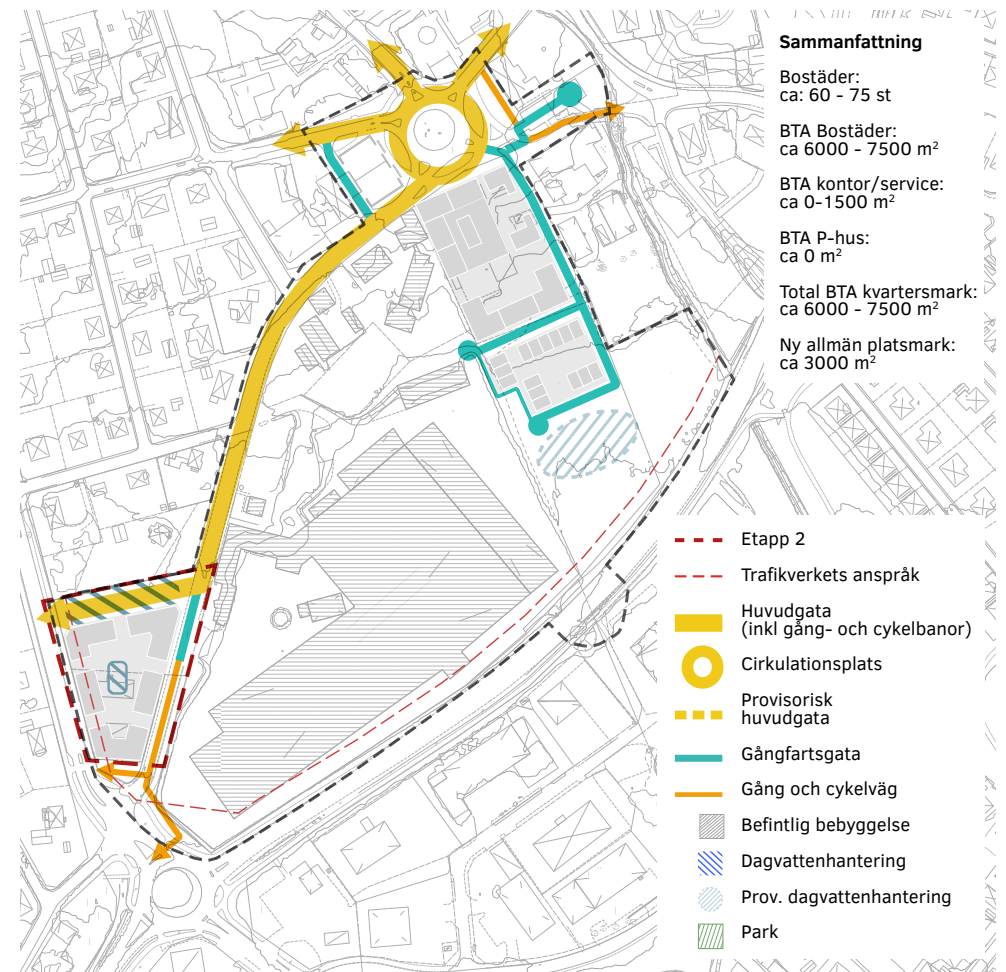 Sammanfattning
Bostäder:
ca: 60 - 75 st
BTA Bostäder:
ca 6000 - 7500 m²
BTA kontor/service:
ca 0-1500 m²
BTA P-hus:
ca 0 m²
Total BTA kvartersmark:
ca 6000 - 7500 m²
Ny allmän platsmark:
ca 3000 m²
Etapp 2
Trafikverkets anspråk
Huvudgata
(inkl gång- och cykelbanor)
Cirkulationsplats
Provisorisk
huvudgata
Gångfartsgata
Gång och cykelväg
Befintlig bebyggelse
Dagvattenhantering
Prov. dagvattenhantering
Park